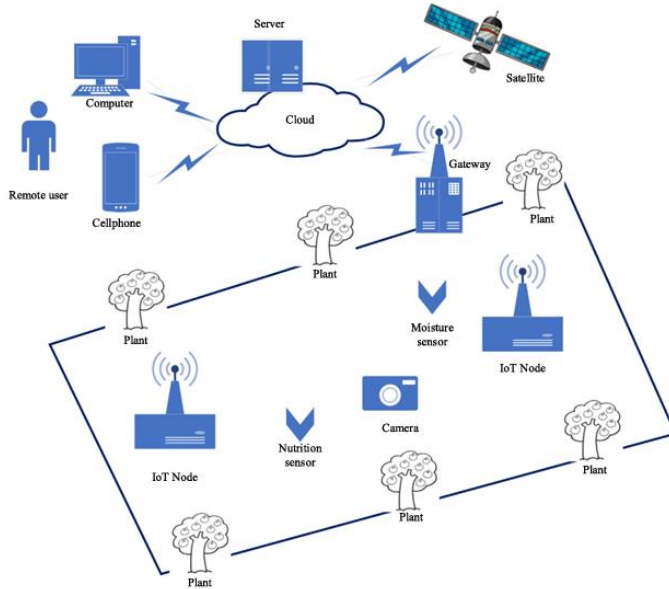 Server
Satellite
Computer
Cloud
Gateway
Remote user
Cellphone
Plant
Plant
Plant
Moisture
sensor
IoT Node
Camera
Nutrition
sensor
IoT Node
Plant
Plant
Plant